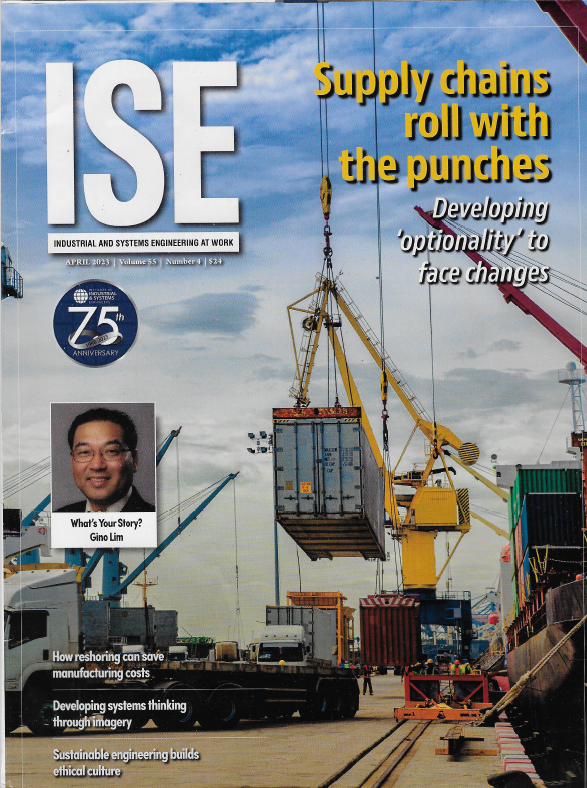 ISE
INDUSTRIAL AND SYSTEMS ENGINEERING AT WORK
APRIL 2023 | Volume 55 | Number 4 | $24
Supply chains
roll with
the punches
Developing
'optionality' to
face changes
INSTITUTE OF
INDUSTRIAL
& SYSTEMS
ENGINEERS
75th
ANNIVERSARY
What's Your Story?
Gino Lim
How reshoring can save
manufacturing costs
Developing systems thinking
through imagery
Sustainable engineering builds
ethical culture